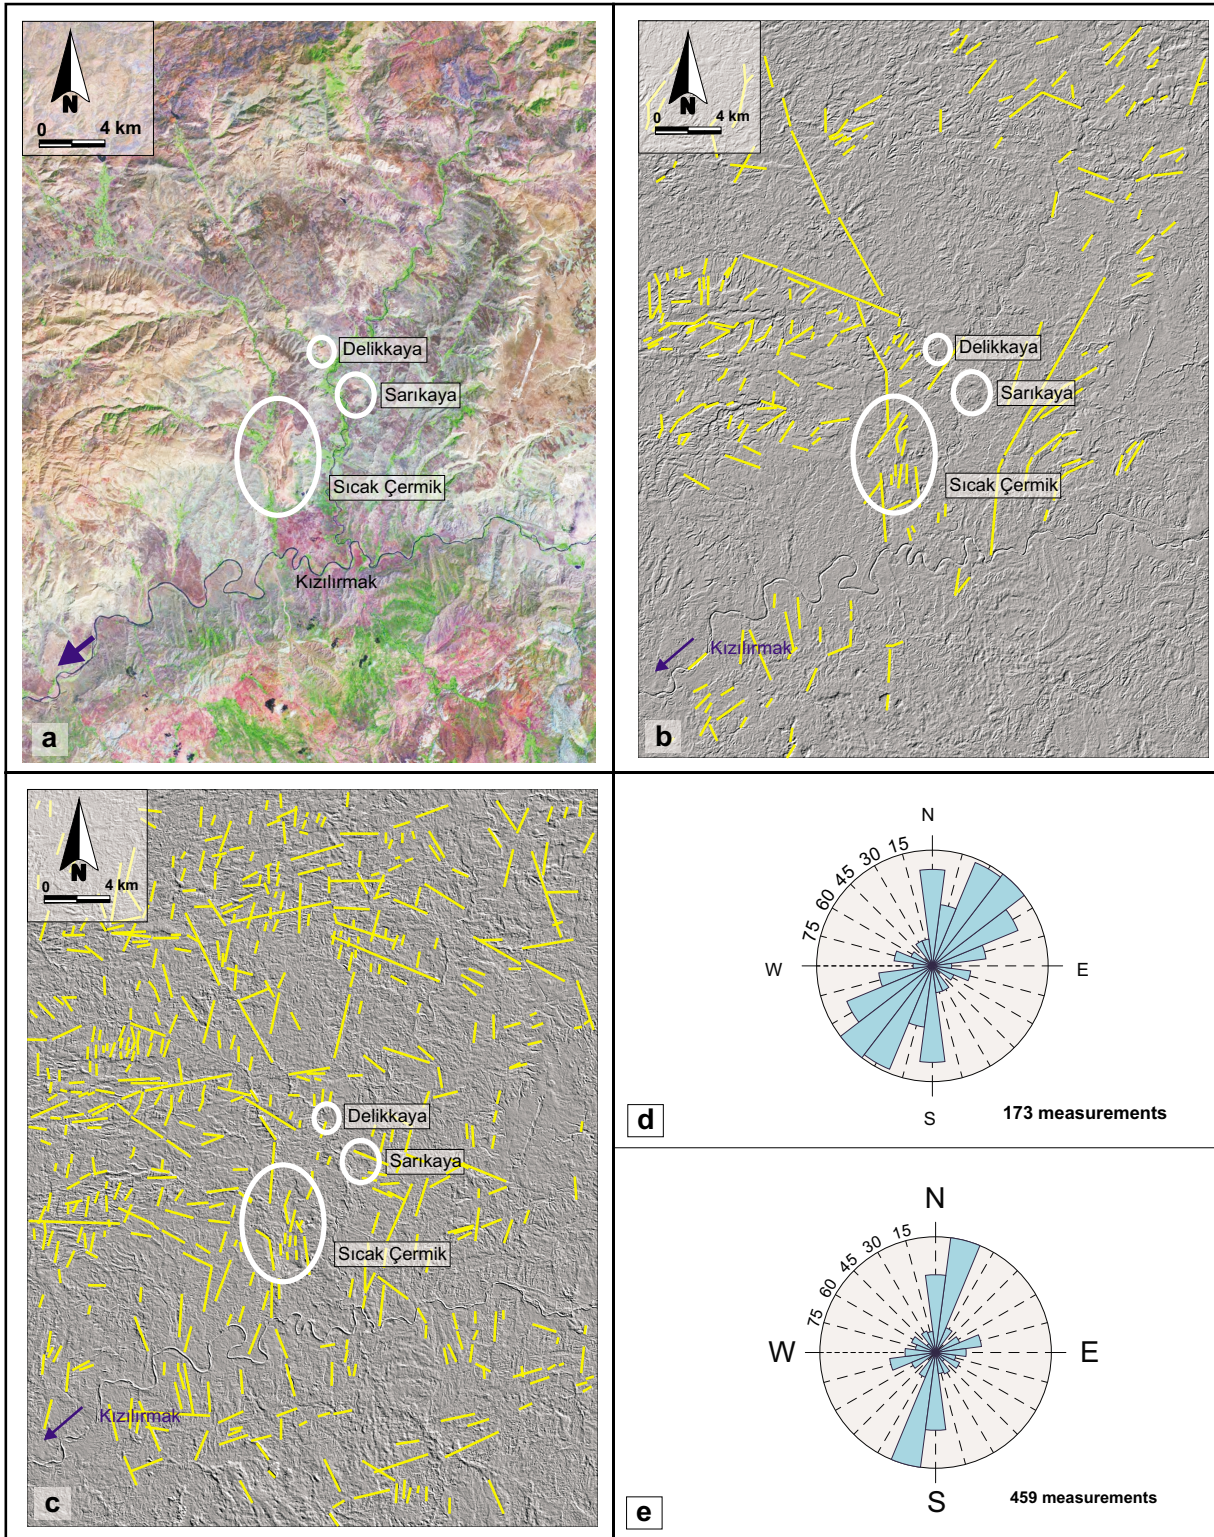 N
0 4 km
Delikkaya
Sarıkaya
Sıcak Çermik
Kızılırmak
a
N
0 4 km
Delikkaya
Sarıkaya
Sıcak Çermik
Kızılırmak
b
N
0 4 km
Delikkaya
Sarıkaya
Sıcak Çermik
Kızılırmak
c
N
15
30
45
60
75
W E
S
d
173 measurements
N
15
30
45
60
75
W E
S
e
459 measurements